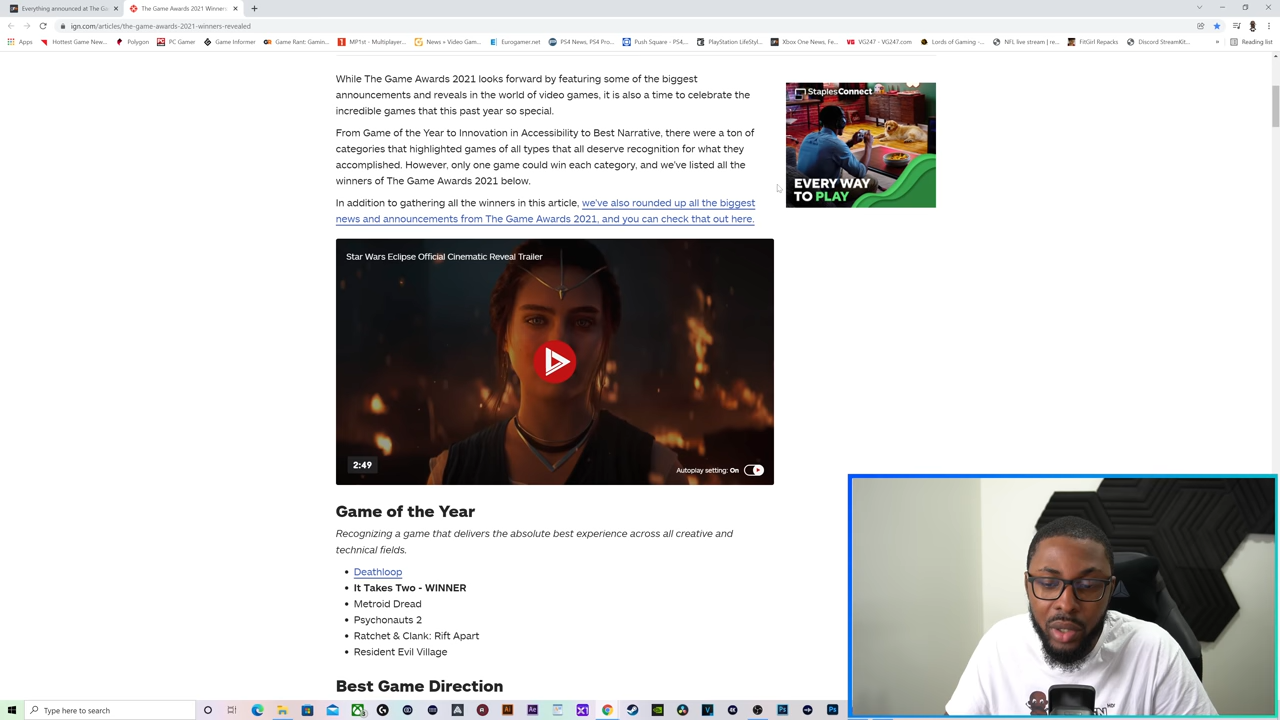 Everything announced at The Ga
The Game Awards 2021 Winners
ign.com/articles/the-game-awards-2021-winners-revealed
Apps
Hottest Game New...
Polygon
PC Gamer
Game Informer
Game Rant: Gamin...
MP1st - Multiplayer...
News » Video Gam...
Eurogamer.net
PS4 News, PS4 Pro...
Push Square - PS4,...
PlayStation LifeStyl...
Xbox One News, Fe...
VG247 - VG247.com
Lords of Gaming -...
NFL live stream | re...
FitGirl Repacks
Discord StreamKit...
»
Reading list
While The Game Awards 2021 looks forward by featuring some of the biggest
announcements and reveals in the world of video games, it is also a time to celebrate the
incredible games that this past year so special.
From Game of the Year to Innovation in Accessibility to Best Narrative, there were a ton of
categories that highlighted games of all types that all deserve recognition for what they
accomplished. However, only one game could win each category, and we've listed all the
winners of The Game Awards 2021 below.
In addition to gathering all the winners in this article, we've also rounded up all the biggest
news and announcements from The Game Awards 2021, and you can check that out here.
Staples Connect
EVERY WAY
TO PLAY
Star Wars Eclipse Official Cinematic Reveal Trailer
2:49
Autoplay setting: On
Game of the Year
Recognizing a game that delivers the absolute best experience across all creative and
technical fields.
Deathloop
It Takes Two - WINNER
Metroid Dread
Psychonauts 2
Ratchet & Clank: Rift Apart
Resident Evil Village
Best Game Direction
Type here to search